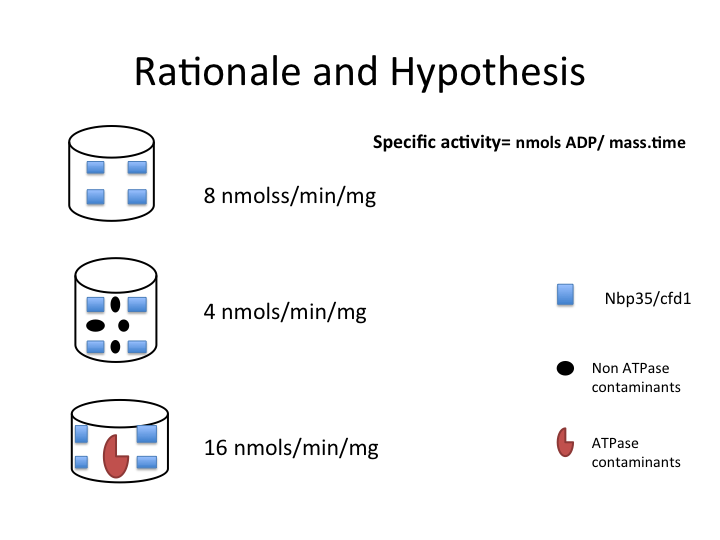 Rationale and Hypothesis
Specific activity= nmols ADP/ mass.time
8 nmolss/min/mg
4 nmols/min/mg
Nbp35/cfd1
Non ATPase
contaminants
16 nmols/min/mg
ATPase
contaminants